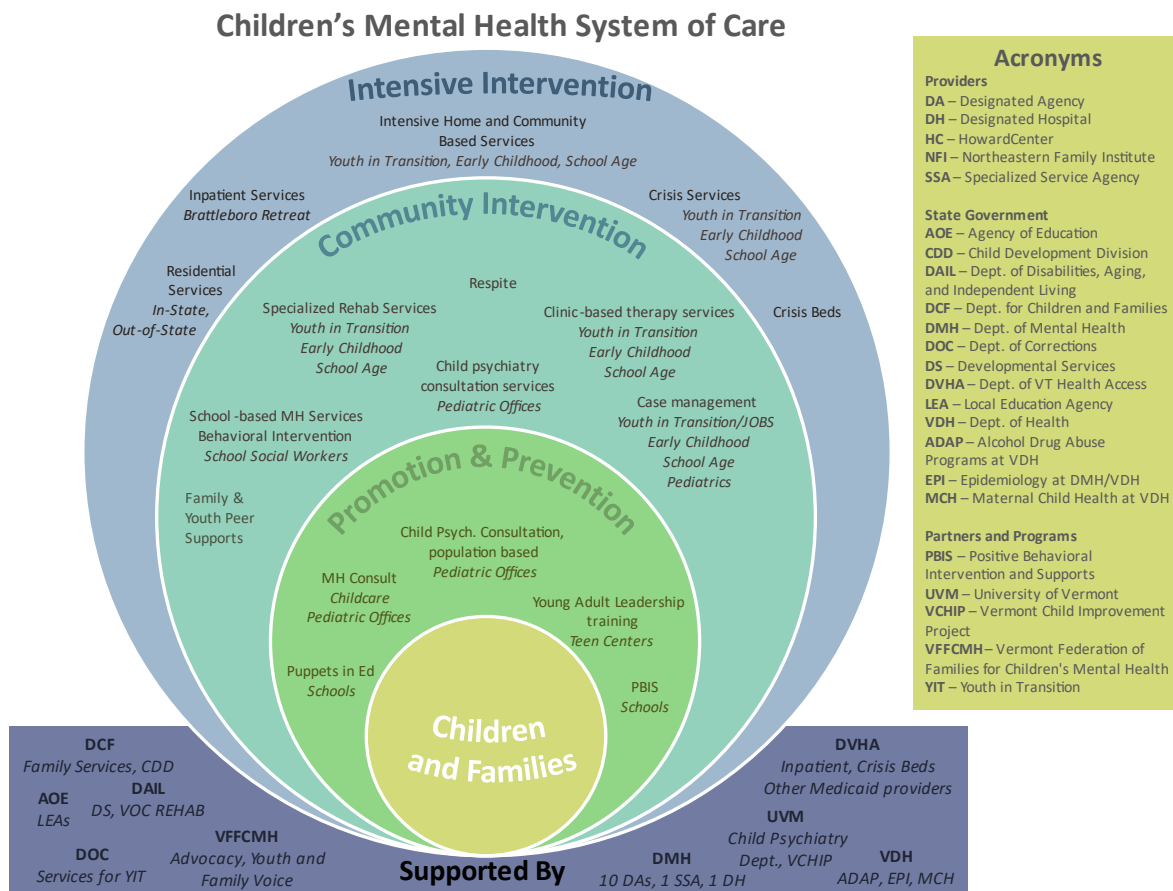 Children's Mental Health System of Care
Intensive Intervention
Intensive Home and Community
Based Services
Youth in Transition, Early Childhood, School Age
Inpatient Services
Brattleboro Retreat
Crisis Services
Youth in Transition
Early Childhood
School Age
Residential
Services
In-State,
Out-of-State
Crisis Beds
Community Intervention
Respite
Specialized Rehab Services
Youth in Transition
Early Childhood
School Age
Clinic-based therapy services
Youth in Transition
Early Childhood
School Age
Child psychiatry
consultation services
Pediatric Offices
School -based MH Services
Behavioral Intervention
School Social Workers
Case management
Youth in Transition/JOBS
Early Childhood
School Age
Pediatrics
Family &
Youth Peer
Supports
Promotion & Prevention
Child Psych. Consultation,
population based
Pediatric Offices
MH Consult
Childcare
Pediatric Offices
Young Adult Leadership
training
Teen Centers
Puppets in Ed
Schools
PBIS
Schools
Children
and Families
Supported By
DCF
Family Services, CDD
AOE
LEAs
DAIL
DS, VOC REHAB
DOC
Services for YIT
VFFCMH
Advocacy, Youth and
Family Voice
DMH
10 DAs, 1 SSA, 1 DH
UVM
Child Psychiatry
Dept., VCHIP
DVHA
Inpatient, Crisis Beds
Other Medicaid providers
VDH
ADAP, EPI, MCH
Acronyms
Providers
DA – Designated Agency
DH – Designated Hospital
HC – HowardCenter
NFI – Northeastern Family Institute
SSA – Specialized Service Agency
State Government
AOE – Agency of Education
CDD – Child Development Division
DAIL – Dept. of Disabilities, Aging,
and Independent Living
DCF – Dept. for Children and Families
DMH – Dept. of Mental Health
DOC – Dept. of Corrections
DS – Developmental Services
DVHA – Dept. of VT Health Access
LEA – Local Education Agency
VDH – Dept. of Health
ADAP – Alcohol Drug Abuse
Programs at VDH
EPI – Epidemiology at DMH/VDH
MCH – Maternal Child Health at VDH
Partners and Programs
PBIS – Positive Behavioral
Intervention and Supports
UVM – University of Vermont
VCHIP – Vermont Child Improvement
Project
VFFCMH – Vermont Federation of
Families for Children's Mental Health
YIT – Youth in Transition